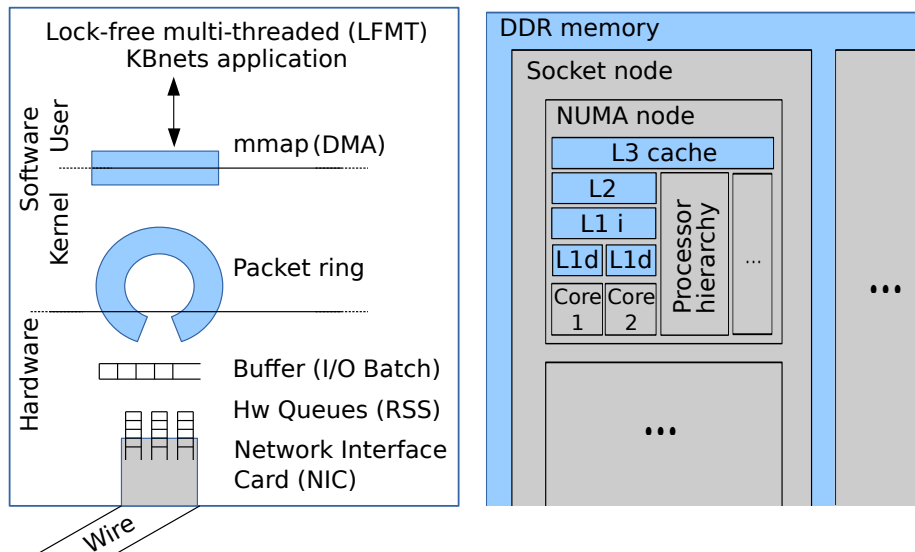 Lock-free multi-threaded (LFMT)
KBnets application
User
Software
mmap (DMA)
Kernel
Packet ring
Hardware
Buffer (I/O Batch)
Hw Queues (RSS)
Network Interface
Card (NIC)
Wire
DDR memory
Socket node
NUMA node
L3 cache
L2
L1 i
L1d L1d
Core
1
Core
2
Processor
hierarchy
...
...
...